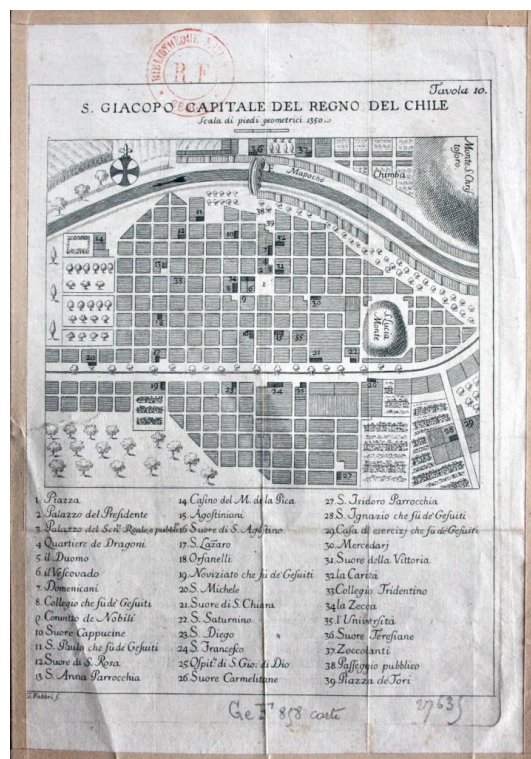 BIBLIOTHEQUE
R F
Tavola 10.
S. GIACOPO CAPITALE DEL REGNO DEL CHILE
Scala di piedi geometrici 1350.
Mapocho
Chimba
Monte S. Chris
toforo
S. Lucia
Monte
1. Piazza
2. Palazzo del Presidente
3. Palazzo del
4. Quartiere de Dragoni
5. il Duomo
6. il Vescovado
7. Domenicani
8. Collegio che fù de' Gesuiti
9. Convitto de Nobili
10. Suore Cappucine
11. S. Paulo che fù de' Gesuiti
12. Suore di S. Rosa
13. S. Anna Parrocchia
14. Casino del M. de la Pica
15. Agostiniani
16. Suore di S. Agostino
17. S. Lazaro
18. Orfanelli
19. Noviziato che fù de' Gesuiti
20. S. Michele
21. Suore di S. Chiara
22. S. Saturnino
23. S. Diego
24. S. Francesco
25. Ospit. di S. Gio: di Dio
26. Suore Carmelitane
27. S. Isidoro Parrocchia
28. S. Ignazio che fù de' Gesuiti
29. Casa di esercizj che fù de' Gesuiti
30. Mercedarj
31. Suore della Vittoria
32. la Carità
33. Collegio Tridentino
34. la Zecca
35. l'Università
36. Suore Teresiane
37. Zoccolanti
38. Passeggio pubblico
39. Piazza de Tori
Fabbri f.
Ge F 858 carte
27635